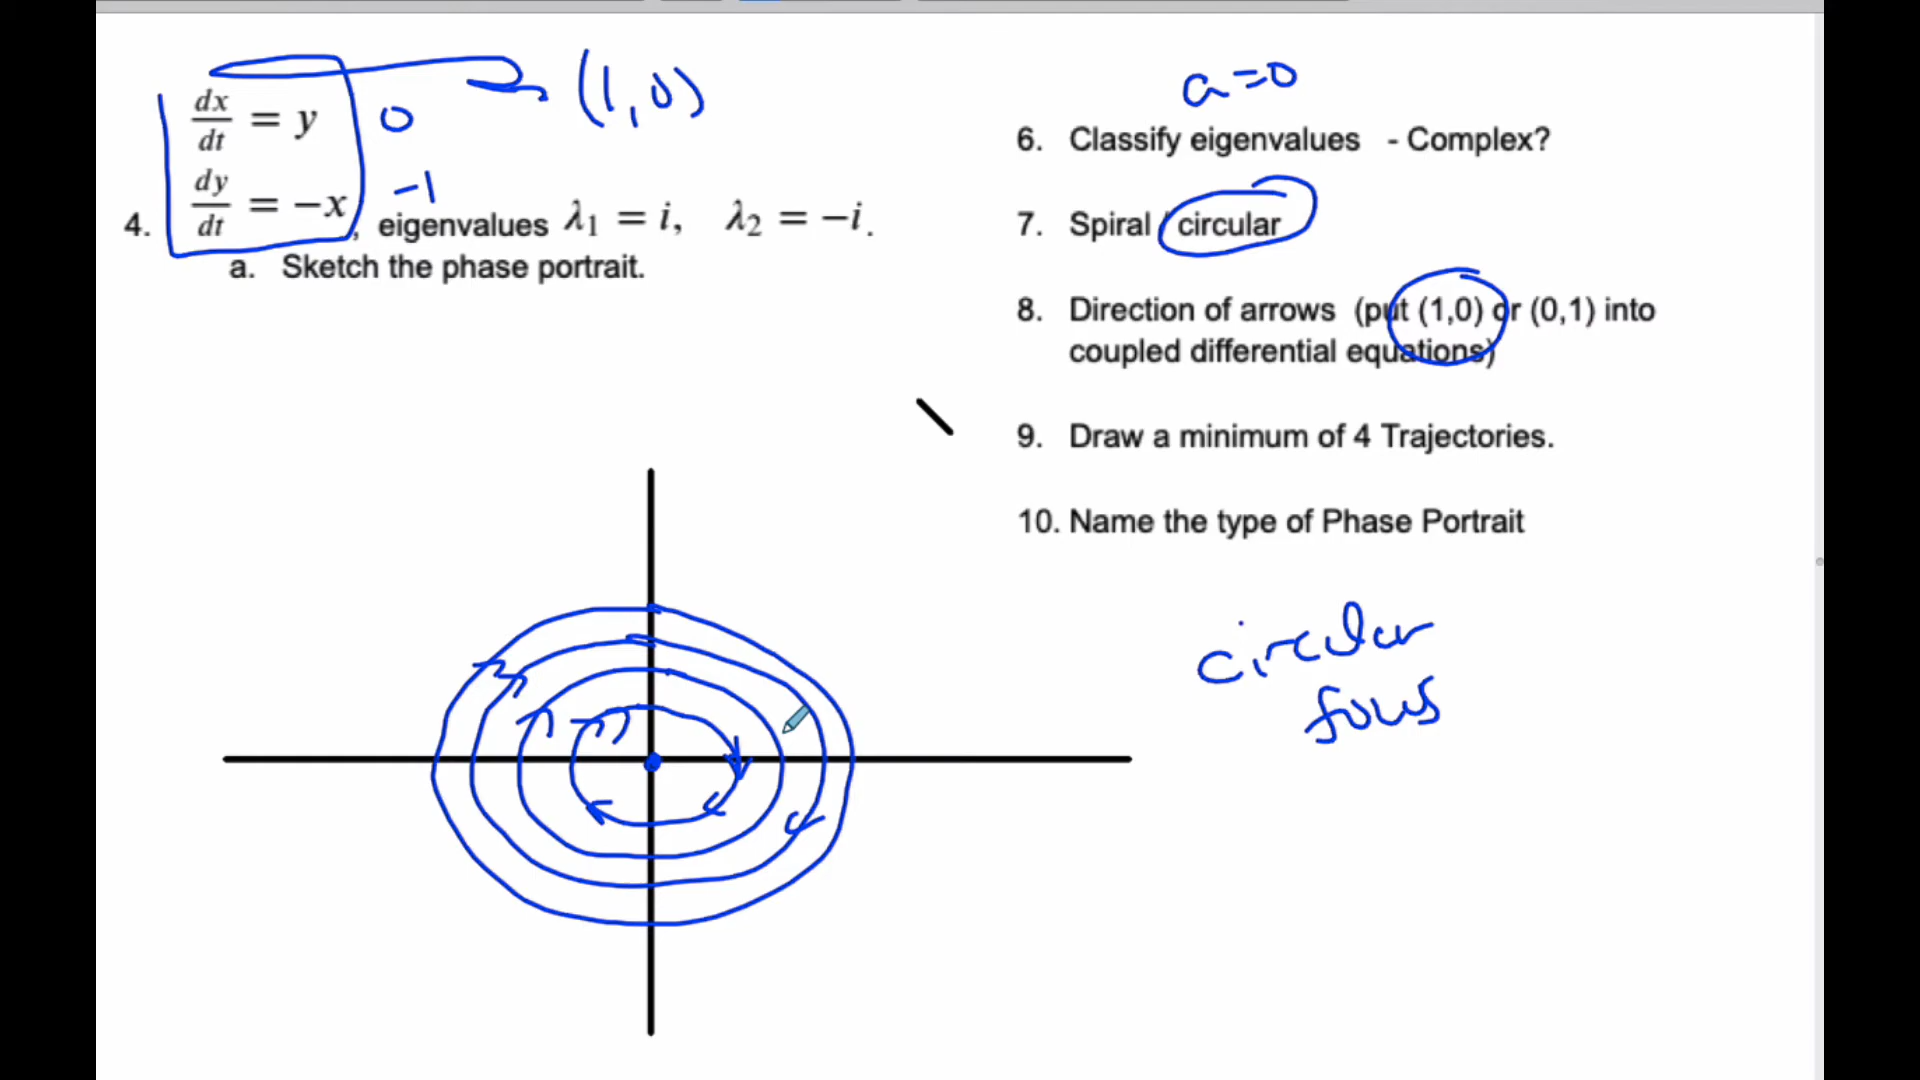 (1,0)
dx/dt = y 0
dy/dt = −x −1
4. , eigenvalues λ₁ = i, λ₂ = −i.
a. Sketch the phase portrait.
a=0
6. Classify eigenvalues - Complex?
7. Spiral circular
8. Direction of arrows (put (1,0) or (0,1) into
coupled differential equations)
9. Draw a minimum of 4 Trajectories.
10. Name the type of Phase Portrait
circular
focus